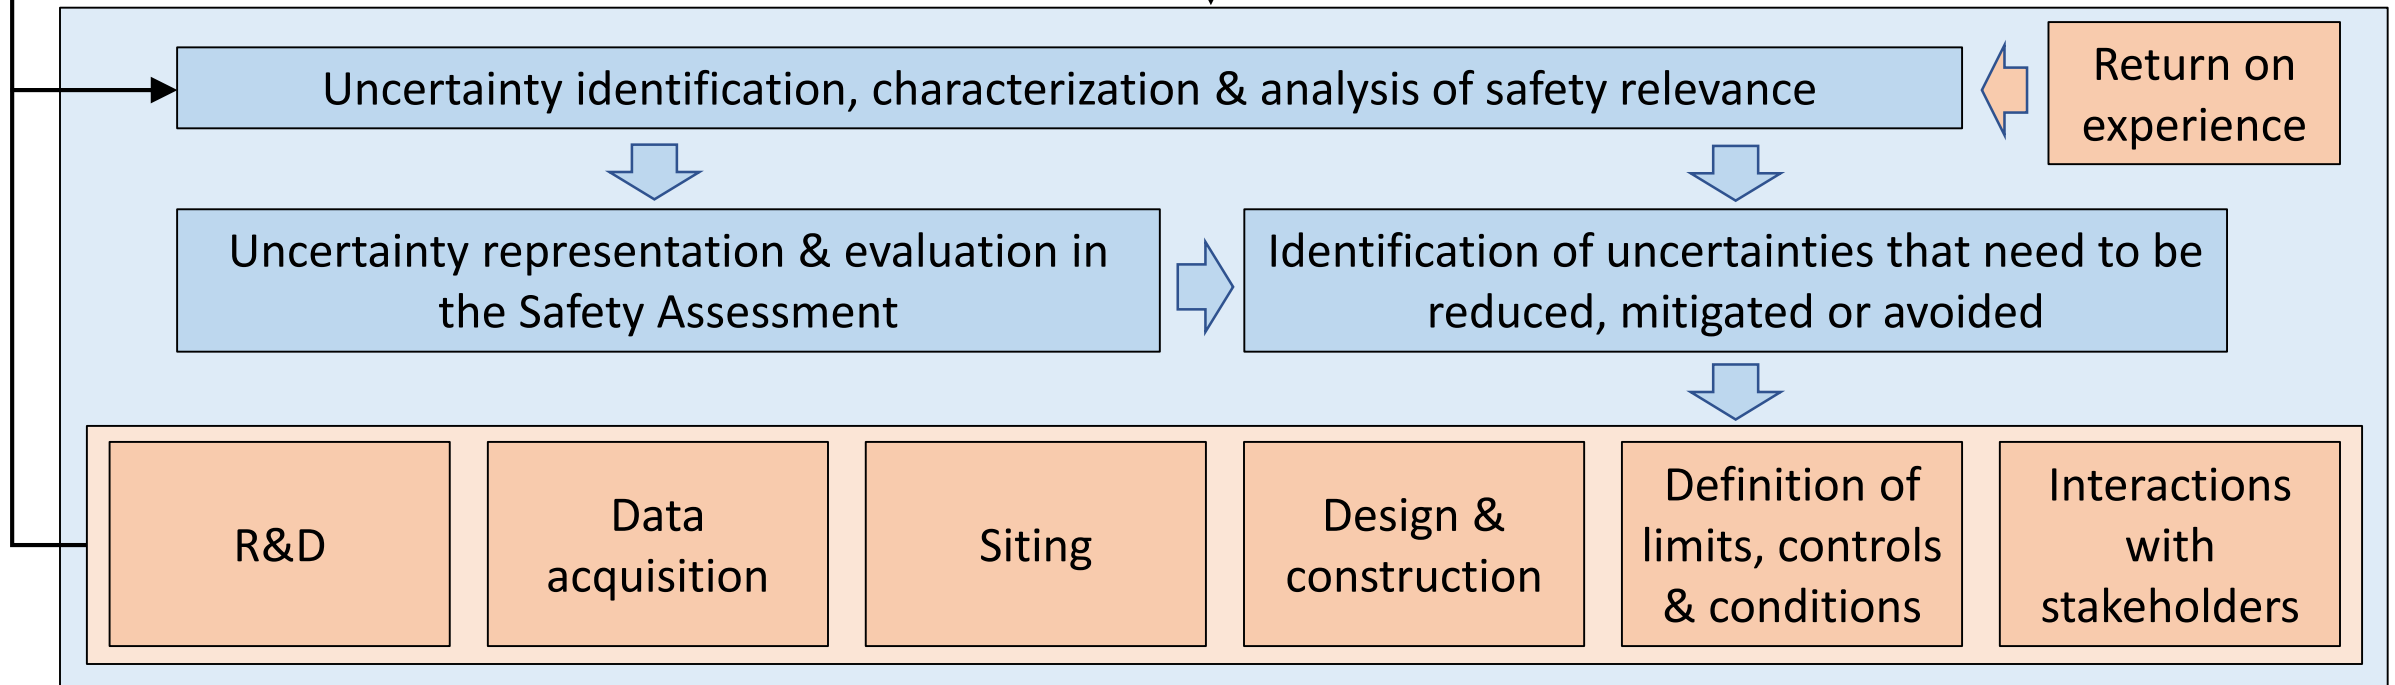 Uncertainty identification, characterization & analysis of safety relevance
Return on
experience
Uncertainty representation & evaluation in
the Safety Assessment
Identification of uncertainties that need to be
reduced, mitigated or avoided
R&D
Data
acquisition
Siting
Design &
construction
Definition of
limits, controls
& conditions
Interactions
with
stakeholders